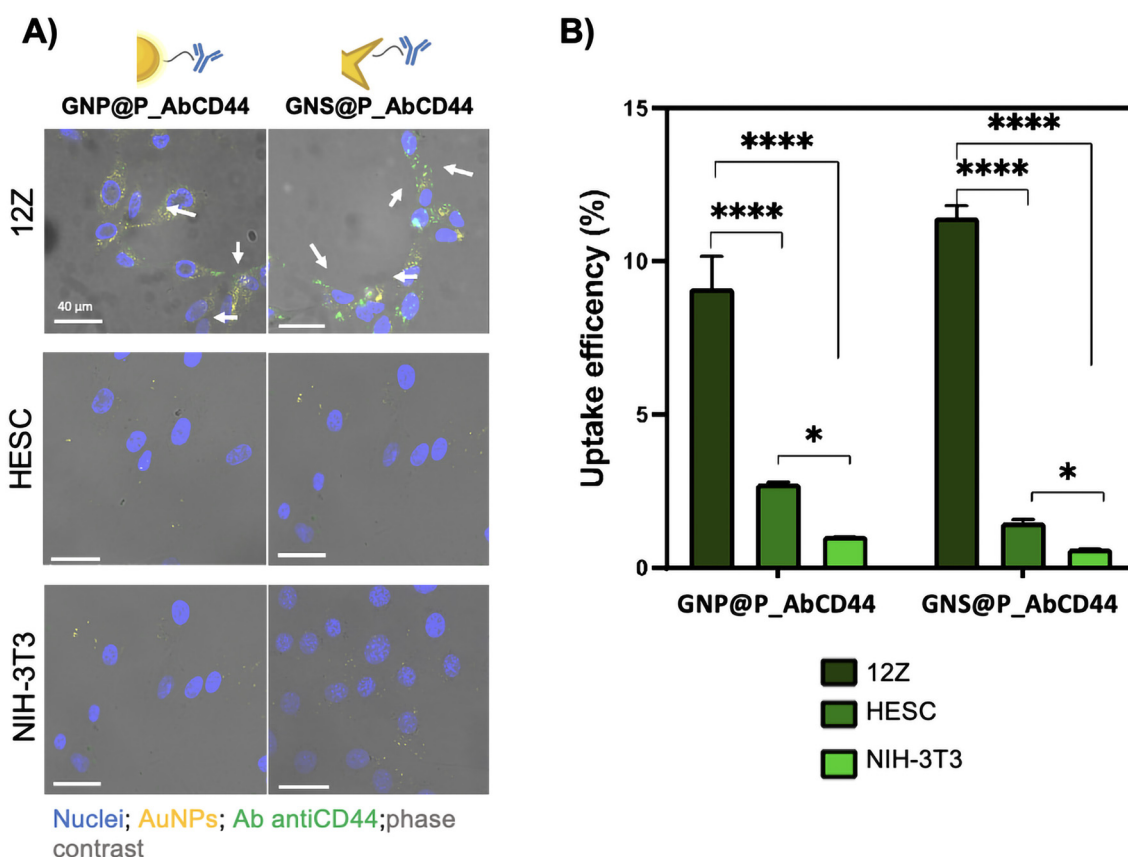 A)
GNP@P_AbCD44 GNS@P_AbCD44
12Z
40 µm
HESC
NIH-3T3
Nuclei; AuNPs; Ab antiCD44;phase
contrast
B)
Uptake efficency (%)
15
10
5
0
****
****
*
****
****
*
GNP@P_AbCD44 GNS@P_AbCD44
12Z
HESC
NIH-3T3